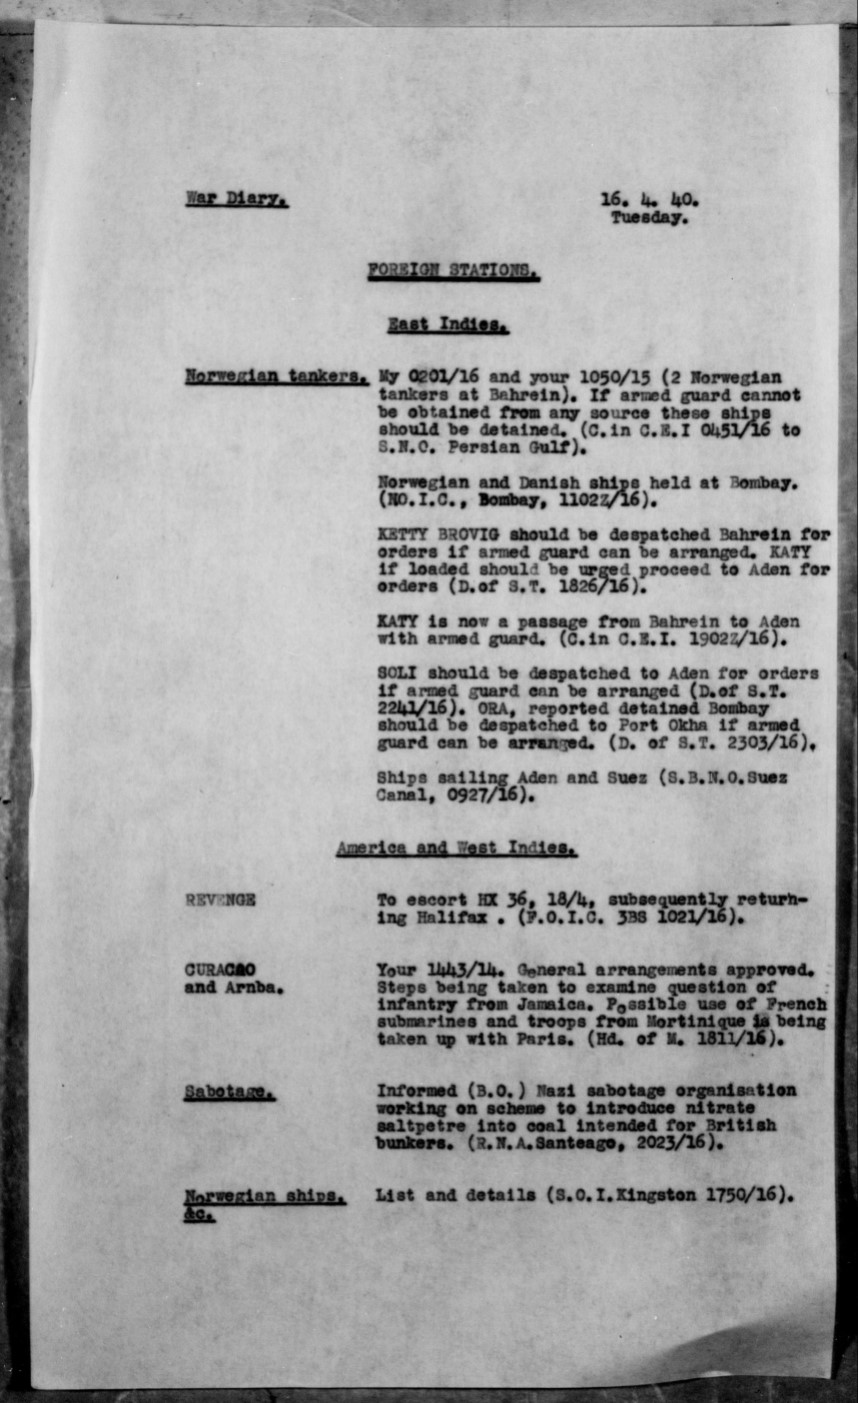 War Diary. 16. 4. 40.
Tuesday.
FOREIGN STATIONS.
East Indies.
Norwegian tankers. My 0201/16 and your 1050/15 (2 Norwegian
tankers at Bahrein). If armed guard cannot
be obtained from any source these ships
should be detained. (C.in C.E.I 0451/16 to
S.N.O. Persian Gulf).
Norwegian and Danish ships held at Bombay.
(NO.I.C., Bombay, 1102Z/16).
KETTY BROVIG should be despatched Bahrein for
orders if armed guard can be arranged. KATY
if loaded should be urged proceed to Aden for
orders (D.of S.T. 1826/16).
KATY is now a passage from Bahrein to Aden
with armed guard. (C.in C.E.I. 1902Z/16).
SOLI should be despatched to Aden for orders
if armed guard can be arranged (D.of S.T.
2241/16). ORA, reported detained Bombay
should be despatched to Port Okha if armed
guard can be arranged. (D. of S.T. 2303/16).
Ships sailing Aden and Suez (S.B.N.O.Suez
Canal, 0927/16).
America and West Indies.
REVENGE To escort HX 36, 18/4, subsequently return-
ing Halifax . (F.O.I.C. 3BS 1021/16).
CURACAO Your 1443/14. General arrangements approved.
and Arnba. Steps being taken to examine question of
infantry from Jamaica. Possible use of French
submarines and troops from Mortinique is being
taken up with Paris. (Hd. of M. 1811/16).
Sabotage. Informed (B.O.) Nazi sabotage organisation
working on scheme to introduce nitrate
saltpetre into coal intended for British
bunkers. (R.N.A.Santeago, 2023/16).
Norwegian ships. List and details (S.O.I.Kingston 1750/16).
&c.